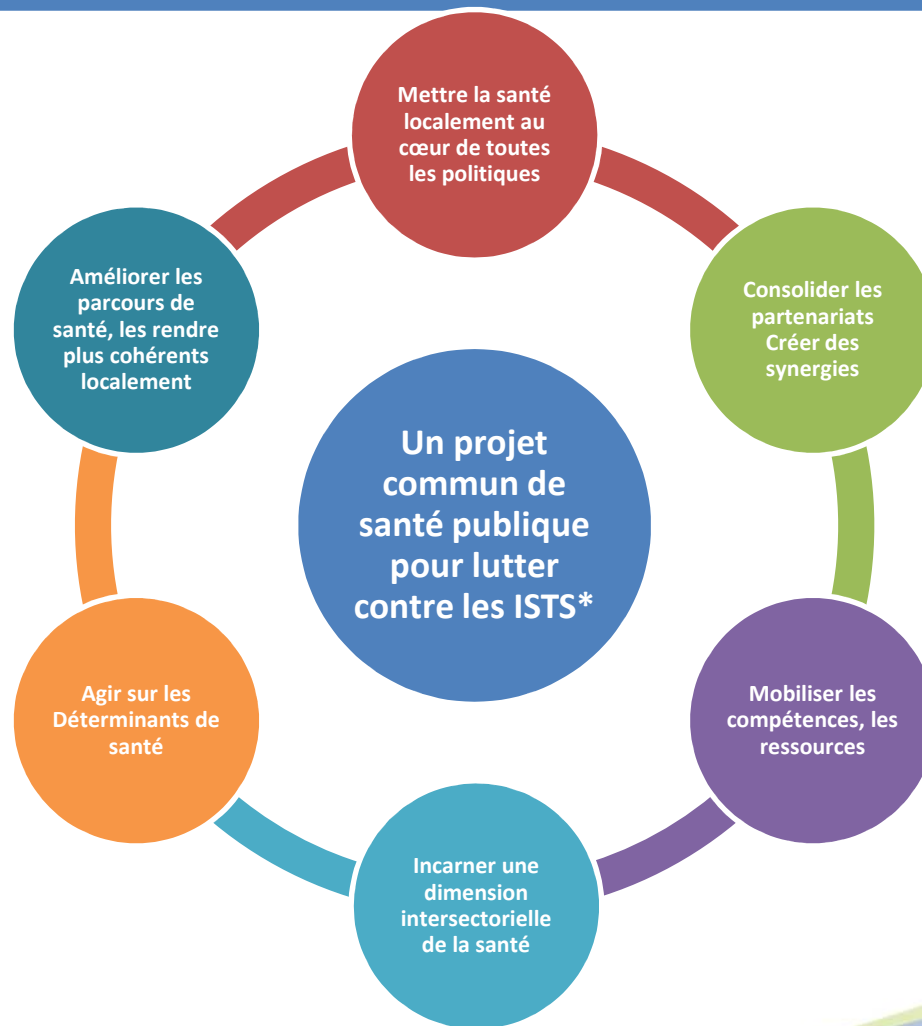 Mettre la santé
localement au
cœur de toutes
les politiques
Consolider les
partenariats
Créer des
synergies
Mobiliser les
compétences, les
ressources
Incarner une
dimension
intersectorielle
de la santé
Agir sur les
Déterminants de
santé
Améliorer les
parcours de
santé, les rendre
plus cohérents
localement
Un projet
commun de
santé publique
pour lutter
contre les ISTS*